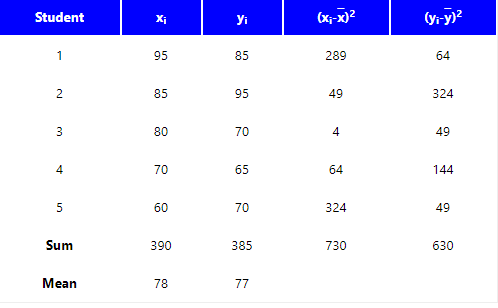 Student xᵢ yᵢ (xᵢ-x̅)² (yᵢ-y̅)²
1 95 85 289 64
2 85 95 49 324
3 80 70 4 49
4 70 65 64 144
5 60 70 324 49
Sum 390 385 730 630
Mean 78 77